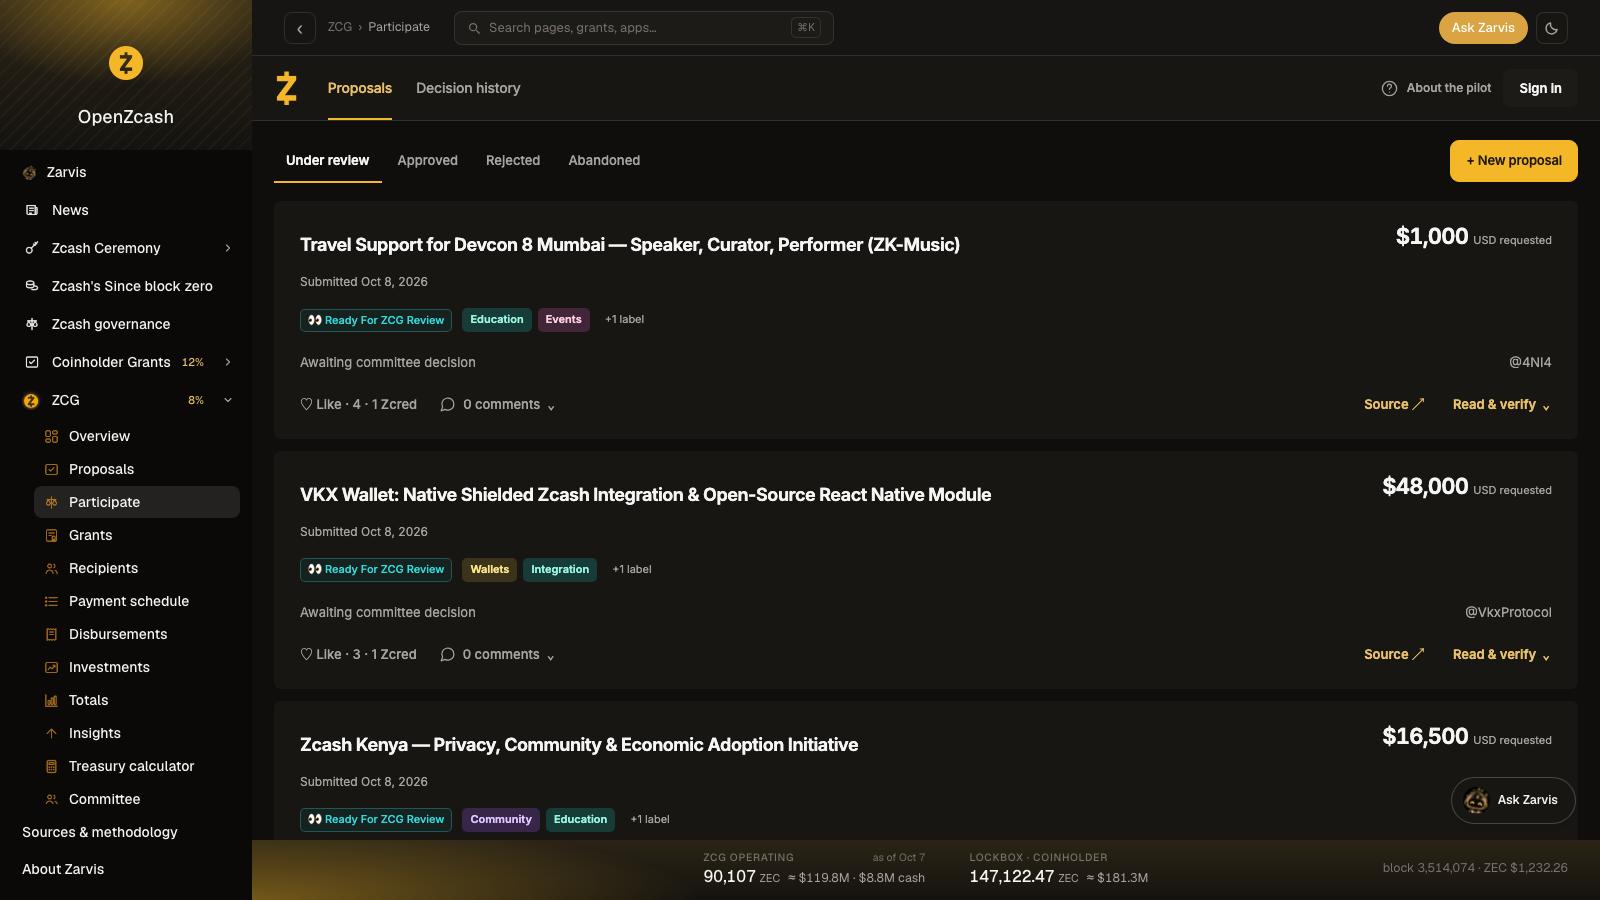 OpenZcash
Zarvis
News
Zcash Ceremony
Zcash's Since block zero
Zcash governance
Coinholder Grants 12%
ZCG 8%
Overview
Proposals
Participate
Grants
Recipients
Payment schedule
Disbursements
Investments
Totals
Insights
Treasury calculator
Committee
Sources & methodology
About Zarvis
ZCG › Participate
Search pages, grants, apps...
⌘K
Ask Zarvis
Proposals
Decision history
About the pilot
Sign in
Under review
Approved
Rejected
Abandoned
+ New proposal
Travel Support for Devcon 8 Mumbai — Speaker, Curator, Performer (ZK-Music)
$1,000 USD requested
Submitted Oct 8, 2026
👀 Ready For ZCG Review
Education
Events
+1 label
Awaiting committee decision
@4NI4
♡ Like · 4 · 1 Zcred
0 comments
Source ↗
Read & verify
VKX Wallet: Native Shielded Zcash Integration & Open-Source React Native Module
$48,000 USD requested
Submitted Oct 8, 2026
👀 Ready For ZCG Review
Wallets
Integration
+1 label
Awaiting committee decision
@VkxProtocol
♡ Like · 3 · 1 Zcred
0 comments
Source ↗
Read & verify
Zcash Kenya — Privacy, Community & Economic Adoption Initiative
$16,500 USD requested
Submitted Oct 8, 2026
👀 Ready For ZCG Review
Community
Education
+1 label
Ask Zarvis
ZCG OPERATING as of Oct 7
90,107 ZEC ≈ $119.8M · $8.8M cash
LOCKBOX · COINHOLDER
147,122.47 ZEC ≈ $181.3M
block 3,514,074 · ZEC $1,232.26